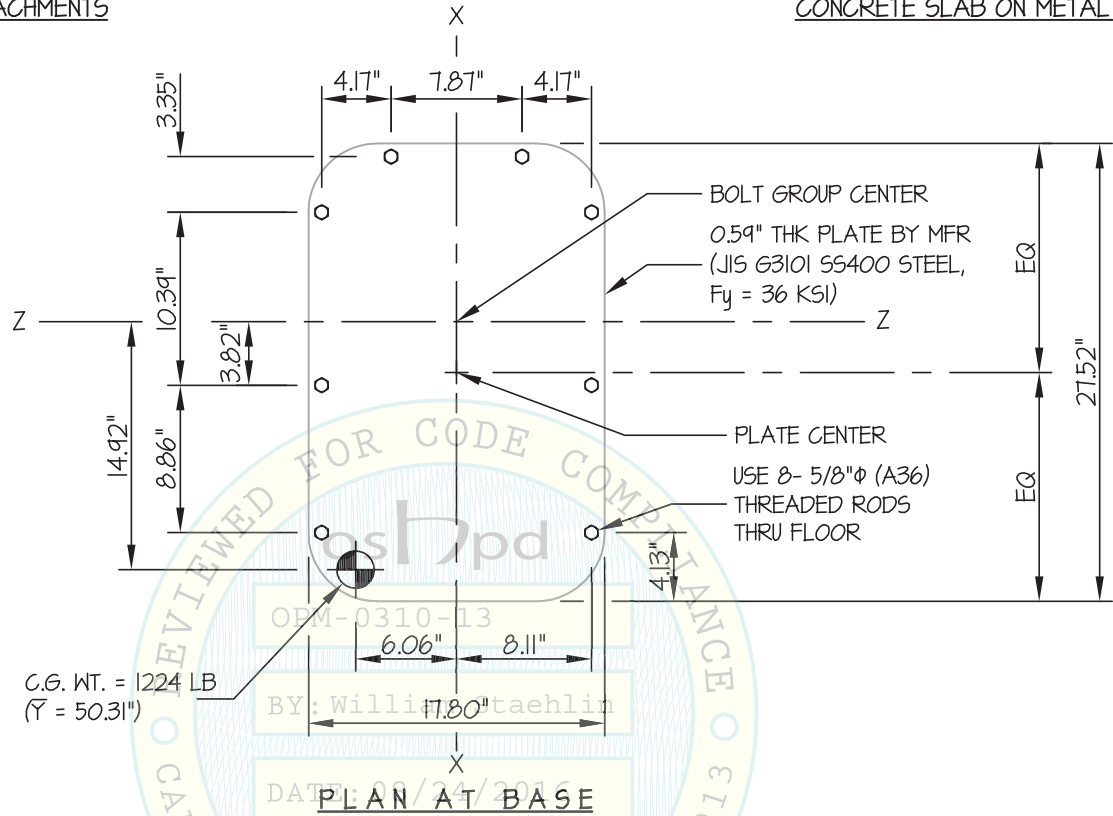 ACHMENTS
CONCRETE SLAB ON METAL
X
4.17" 7.87" 4.17"
3.35"
BOLT GROUP CENTER
0.59" THK PLATE BY MFR
(JIS G3101 SS400 STEEL,
Fy = 36 KSI)
EQ
10.39"
Z
Z
3.82"
27.52"
14.92"
8.86"
PLATE CENTER
USE 8- 5/8"Φ (A36)
THREADED RODS
THRU FLOOR
EQ
4.13"
REVIEWED FOR CODE COMPLIANCE
oshpd
OPM-0310-13
6.06" 8.11"
C.G. WT. = 1224 LB
(Y̅ = 50.31")
BY: William Staehlin
17.80"
X
DATE: 08/24/2016
PLAN AT BASE